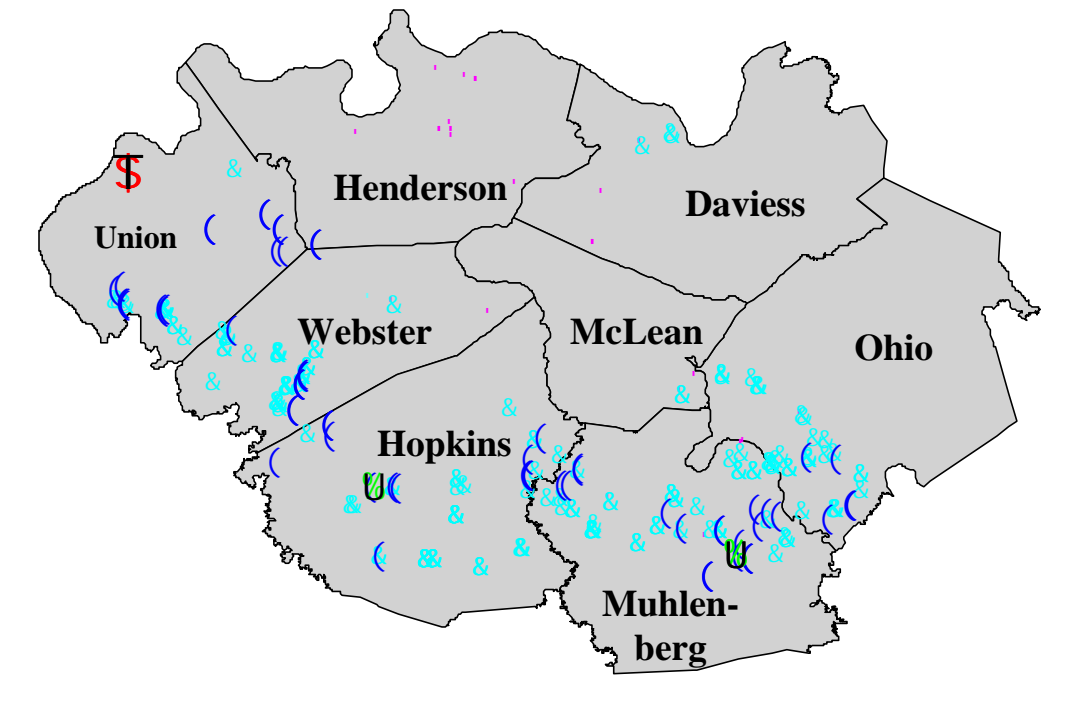 Henderson
Daviess
Union
Webster
McLean
Ohio
Hopkins
Muhlen-
berg